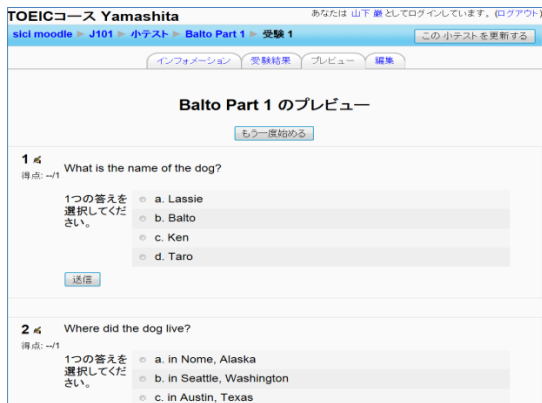 TOEICコース Yamashita
あなたは 山下 巌 としてログインしています。(ログアウト)
sici moodle ► J101 ► 小テスト ► Balto Part 1 ► 受験 1
この小テストを更新する
インフォメーション 受験結果 プレビュー 編集
Balto Part 1 のプレビュー
もう一度始める
1
What is the name of the dog?
得点: --/1
1つの答えを
選択してくだ
さい。
a. Lassie
b. Balto
c. Ken
d. Taro
送信
2
Where did the dog live?
得点: --/1
1つの答えを
選択してくだ
さい。
a. in Nome, Alaska
b. in Seattle, Washington
c. in Austin, Texas